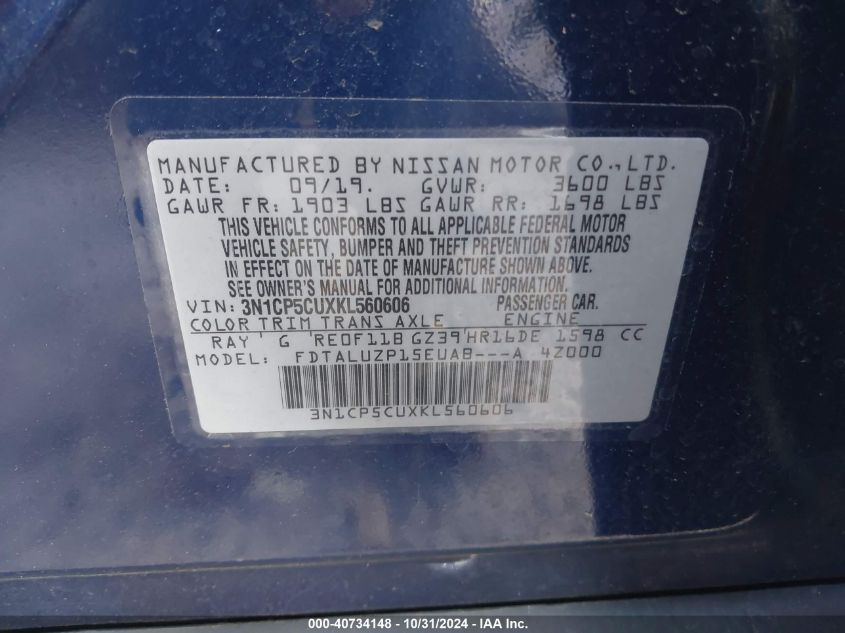 MANUFACTURED BY NISSAN MOTOR CO., LTD.
DATE: 09/19. GVWR: 3600 LBS
GAWR FR: 1903 LBS GAWR RR: 1698 LBS
THIS VEHICLE CONFORMS TO ALL APPLICABLE FEDERAL MOTOR
VEHICLE SAFETY, BUMPER AND THEFT PREVENTION STANDARDS
IN EFFECT ON THE DATE OF MANUFACTURE SHOWN ABOVE.
SEE OWNER'S MANUAL FOR ADDITIONAL INFORMATION.
VIN: 3N1CP5CUXKL560606 PASSENGER CAR.
COLOR TRIM TRANS AXLE ENGINE
RAY G RE0F11B GZ39 HR16DE 1598 CC
MODEL: FDTALUZP15EUAB---A 4Z000
3N1CP5CUXKL560606
000-40734148 - 10/31/2024 - IAA, Inc.